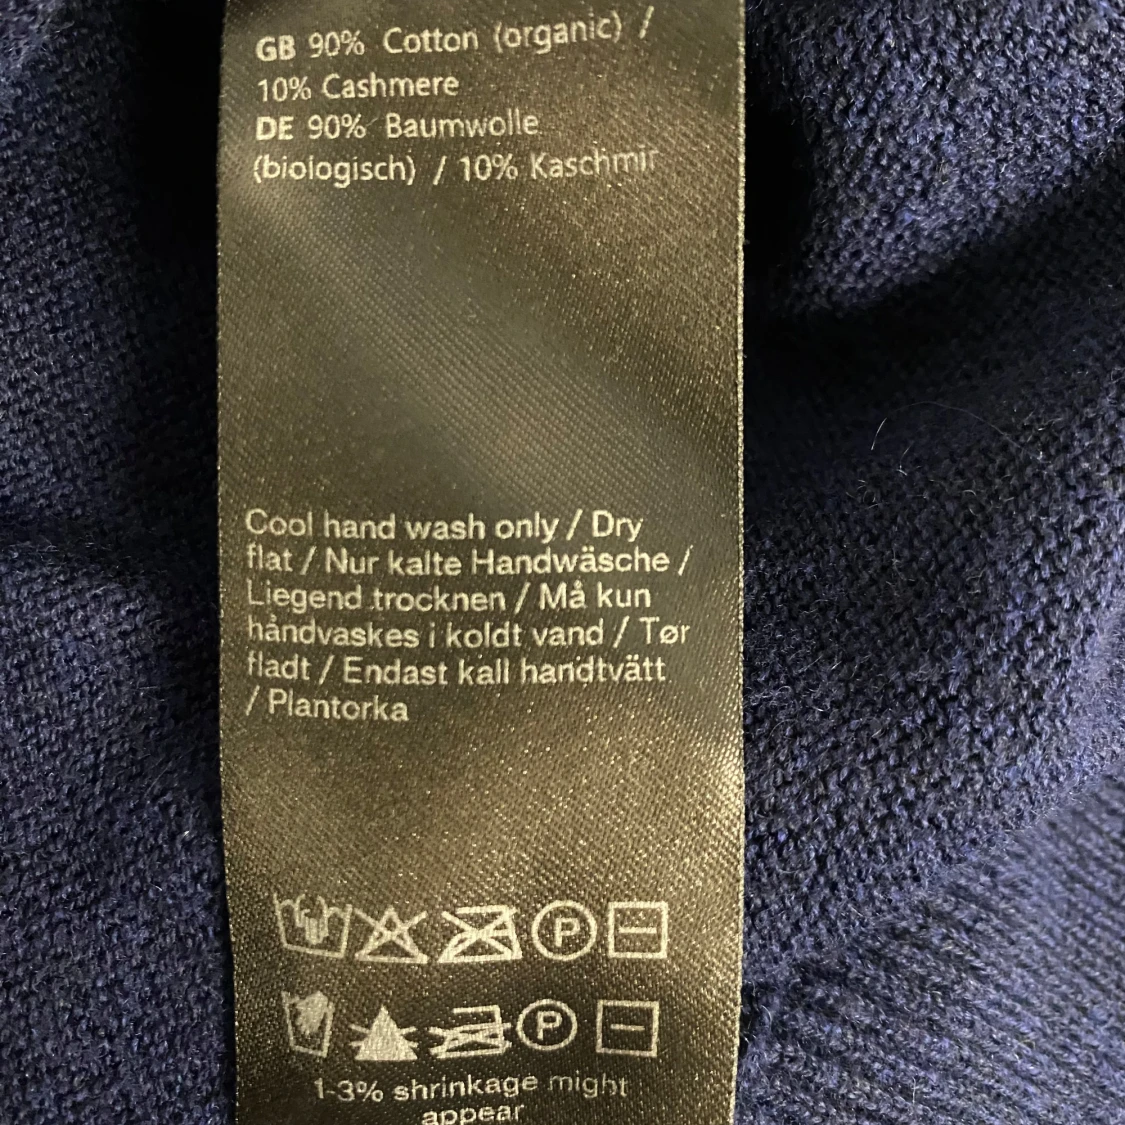 GB 90% Cotton (organic) /
10% Cashmere
DE 90% Baumwolle
(biologisch) / 10% Kaschmir
Cool hand wash only / Dry
flat / Nur kalte Handwäsche /
Liegend trocknen / Må kun
håndvaskes i koldt vand / Tør
fladt / Endast kall handtvätt
/ Plantorka
P
P
1-3% shrinkage might
appear